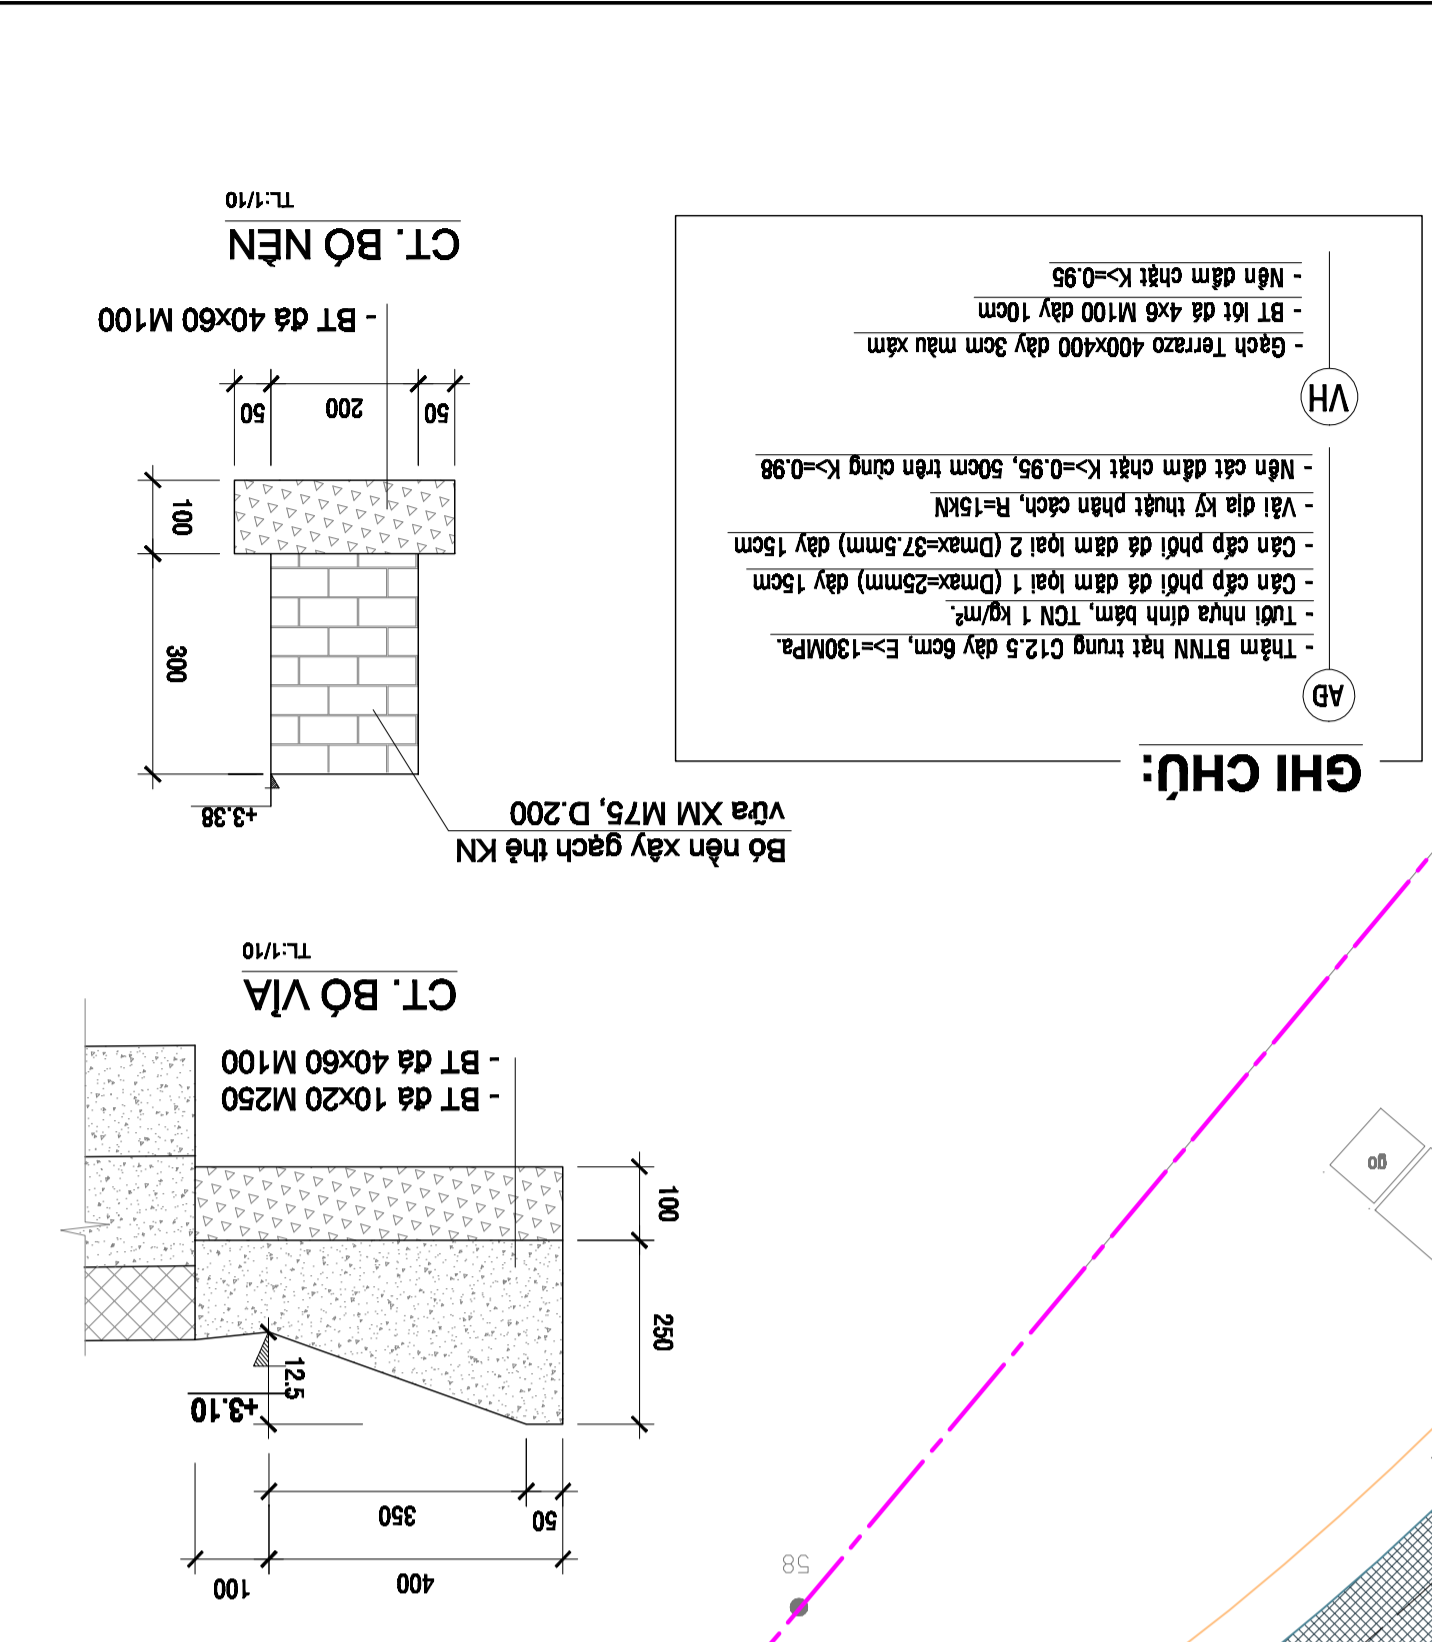 58
400
100
50
350
+3.10
12.5
250
100
- BT đá 10x20 M250
- BT đá 40x60 M100
CT. BÓ VỈA
TL:1/10
GHI CHÚ:
AĐ
- Thảm BTNN hạt trung C12.5 dày 6cm, E>=130MPa.
- Tưới nhựa dính bám, TCN 1 kg/m².
- Cán cấp phối đá dăm loại 1 (Dmax=25mm) dày 15cm
- Cán cấp phối đá dăm loại 2 (Dmax=37.5mm) dày 15cm
- Vải địa kỹ thuật phân cách, R=15kN
- Nền cát đầm chặt K>=0.95, 50cm trên cùng K>=0.98
VH
- Gạch Terrazo 400x400 dày 3cm màu xám
- BT lót đá 4x6 M100 dày 10cm
- Nền đầm chặt K>=0.95
Bó nền xây gạch thẻ KN
vữa XM M75, D.200
+3.38
300
100
50
200
50
- BT đá 40x60 M100
CT. BÓ NỀN
TL:1/10